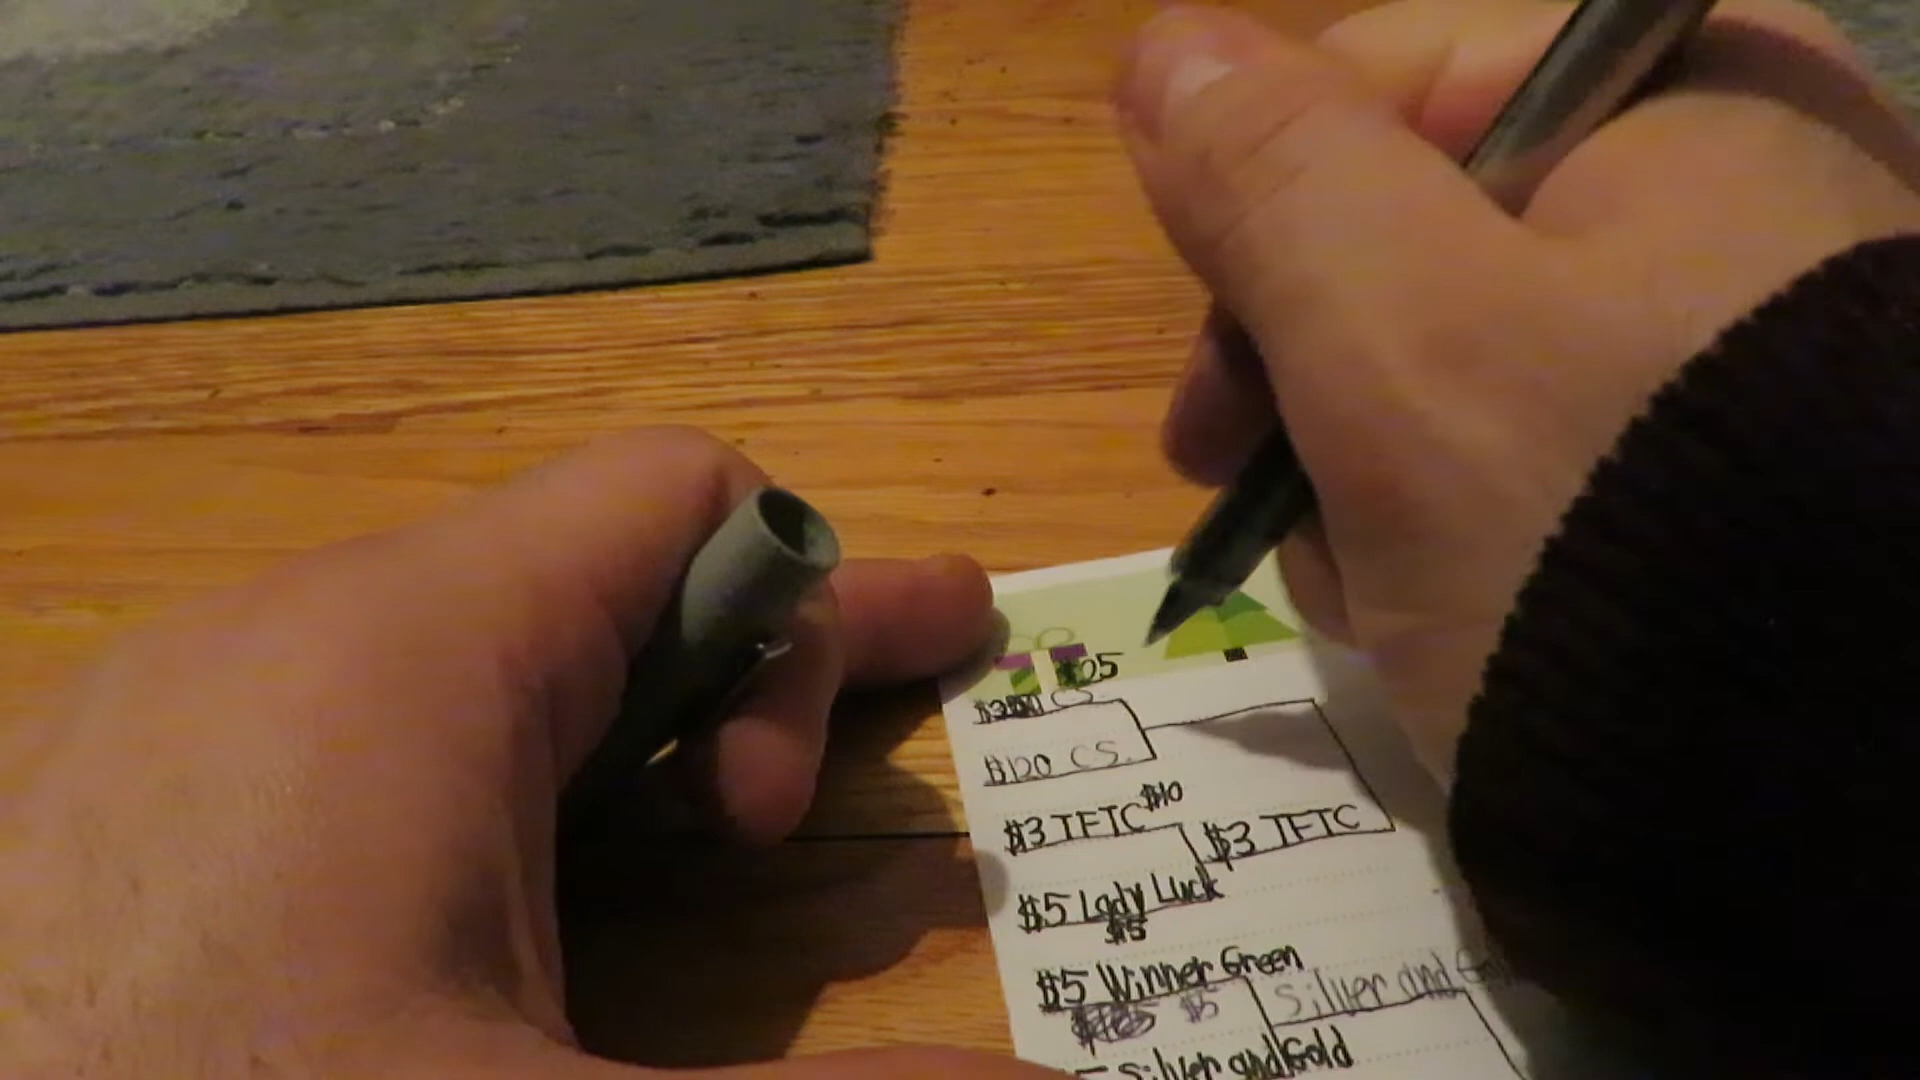 $25
CS.
$120 CS.
$10
$3 TFTC
$3 TFTC
$5 Lady Luck
$5
$5 Winner Green
Silver and
$5
Silver and Gold